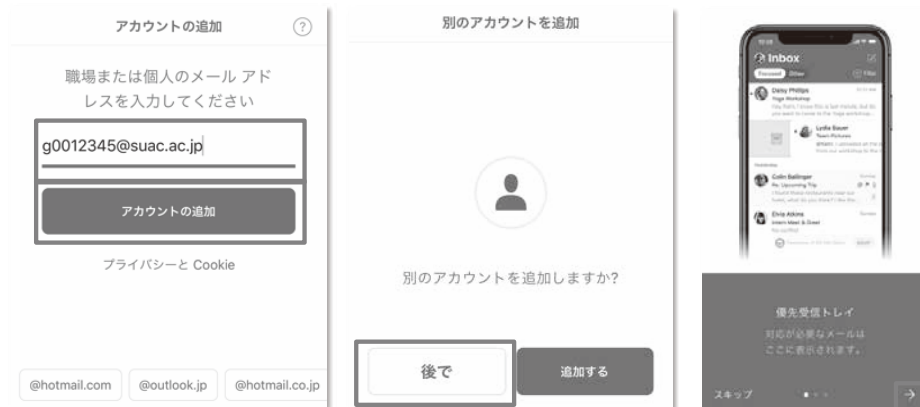 アカウントの追加
?
職場または個人のメール アド
レスを入力してください
g0012345@suac.ac.jp
アカウントの追加
プライバシーと Cookie
@hotmail.com
@outlook.jp
@hotmail.co.jp
別のアカウントを追加
別のアカウントを追加しますか?
後で
追加する
Inbox
Focused
Other
Filter
Daisy Phillips
Yoga Workshop
Lydia Bauer
Team Pictures
Yesterday
Colin Ballinger
Re: Upcoming Trip
Elvia Atkins
Intern Meet & Greet
No conflict
優先受信トレイ
対応が必要なメールは
ここに表示されます。
スキップ